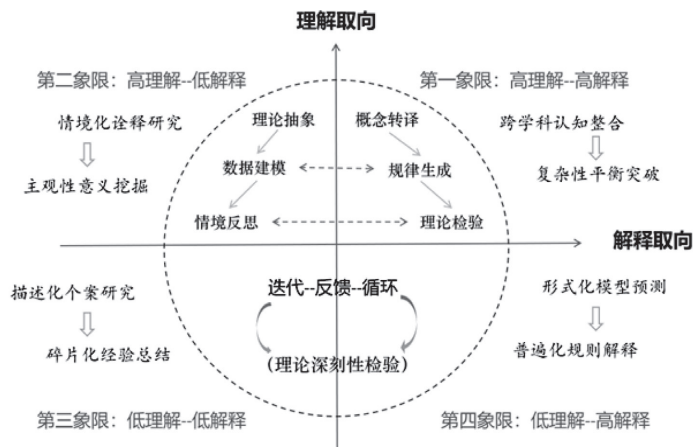 理解取向
第二象限：高理解--低解释
第一象限：高理解--高解释
情境化诠释研究
理论抽象
概念转译
跨学科认知整合
主观性意义挖掘
数据建模
规律生成
复杂性平衡突破
情境反思
理论检验
解释取向
描述化个案研究
迭代--反馈--循环
形式化模型预测
碎片化经验总结
(理论深刻性检验)
普遍化规则解释
第三象限：低理解--低解释
第四象限：低理解--高解释